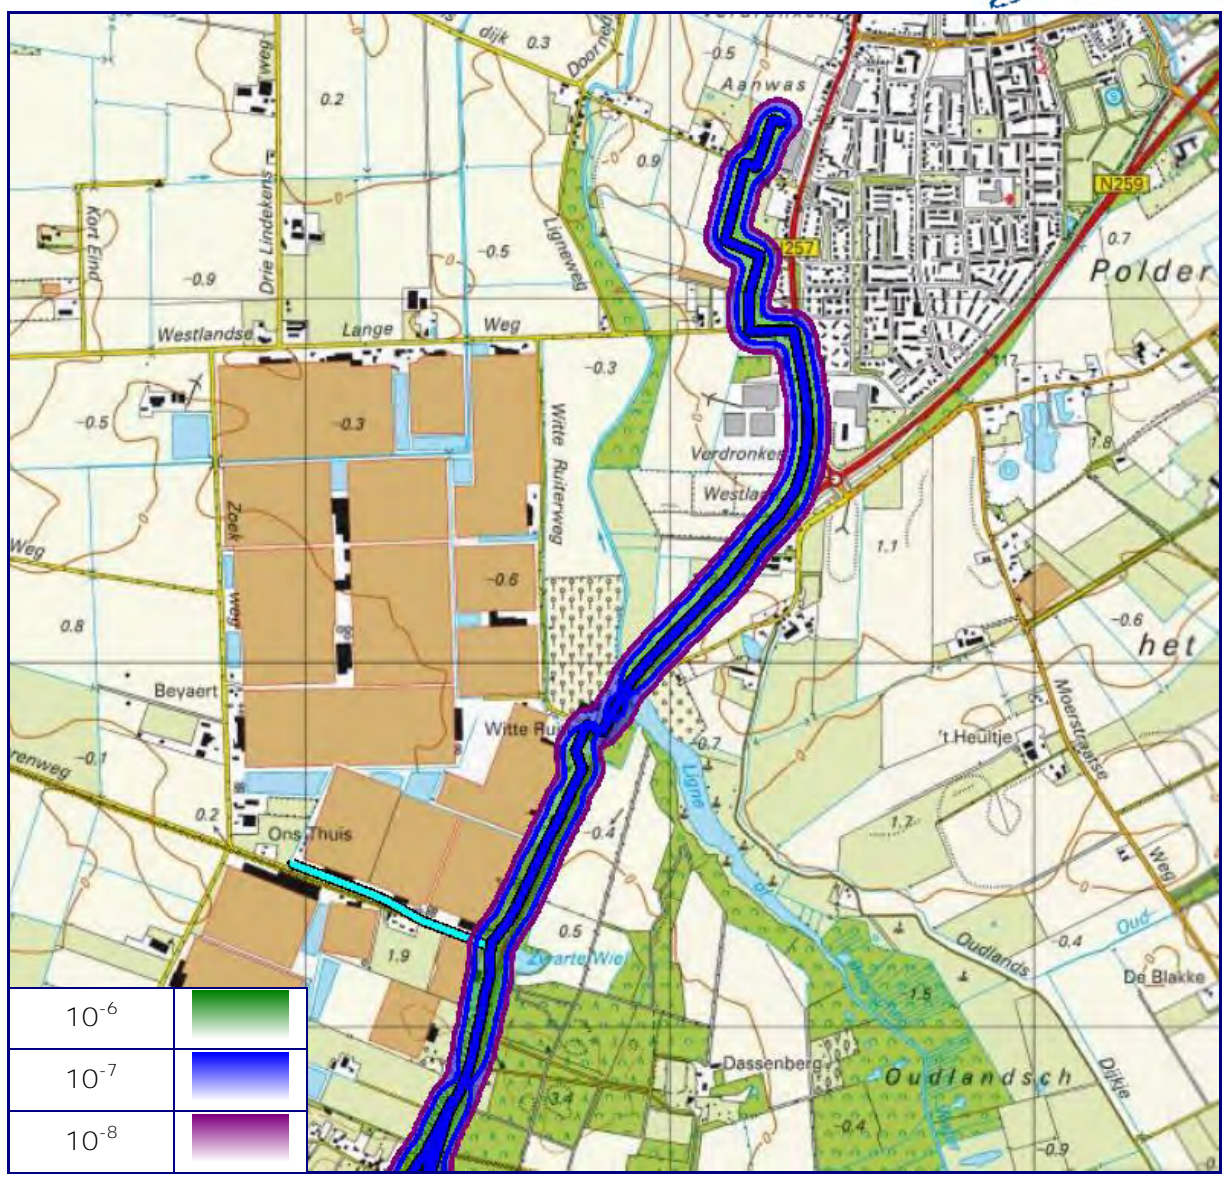 dijk
0.3
Doorned
-0.5
Aanwas
weg
0.2
0
0.9
N259
Kort Eind
Drie Lindekens
Ligneweg
-0.5
257
0.7
Polder
-0.9
Westlandse
Lange
Weg
-0.3
117
-0.5
-0.3
Witte Ruiterweg
Verdronken
1.8
Westla
Zoek
weg
1.1
Weg
-0.6
0.8
-0.6
het
Beyaert
Witte Rui
-0.7
't Heultje
Moerstraatse
Weg
-0.1
renweg
Ligne
0.2
Ons Thuis
-0.4
1.7
0.5
1.9
Zwarte Wiel
Oudlands
Dijkje
-0.4
Oud
De Blakke
-1.5
10-6
10-7
10-8
Dassenberg
Oudlandsch
3.4
-0.4
-0.9